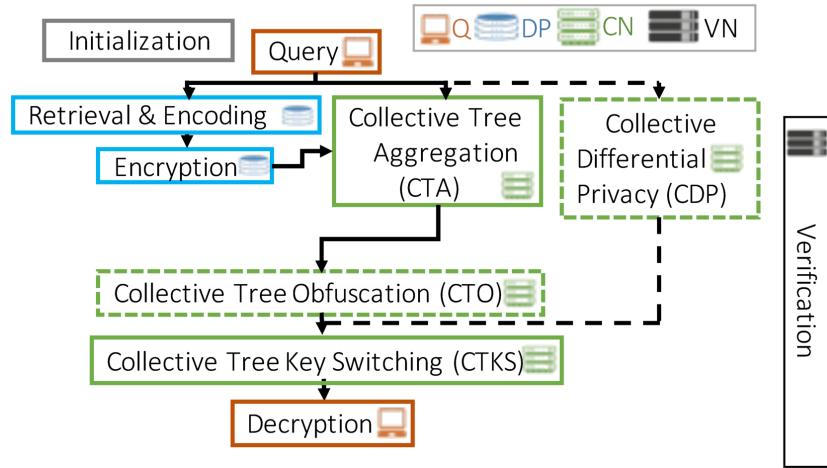 Initialization
Query
Q DP CN VN
Retrieval & Encoding
Encryption
Collective Tree
Aggregation
(CTA)
Collective
Differential
Privacy (CDP)
Verification
Collective Tree Obfuscation (CTO)
Collective Tree Key Switching (CTKS)
Decryption